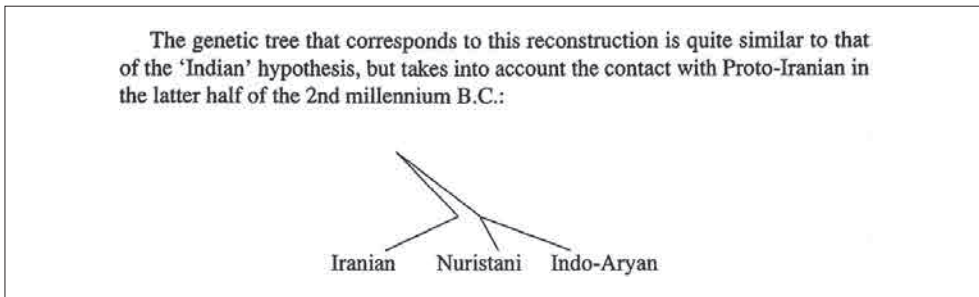 The genetic tree that corresponds to this reconstruction is quite similar to that
of the ‘Indian’ hypothesis, but takes into account the contact with Proto-Iranian in
the latter half of the 2nd millennium B.C.:
Iranian Nuristani Indo-Aryan